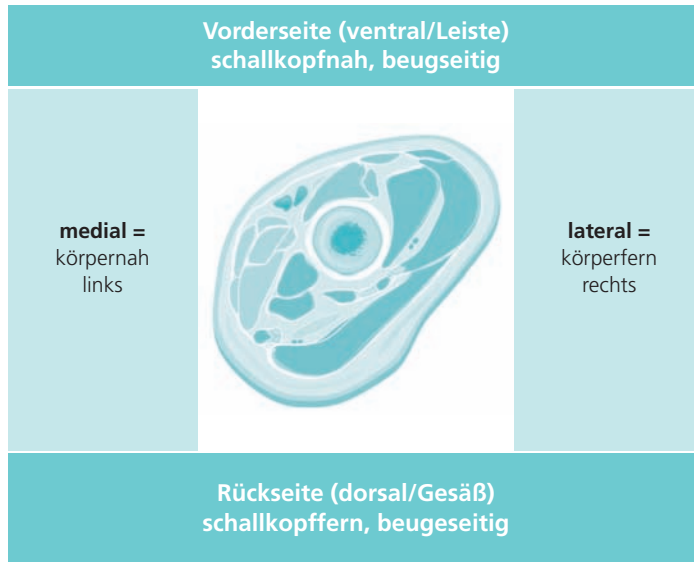 Vorderseite (ventral/Leiste)
schallkopfnah, beugseitig
medial =
körpernah
links
lateral =
körperfern
rechts
Rückseite (dorsal/Gesäß)
schallkopffern, beugeseitig